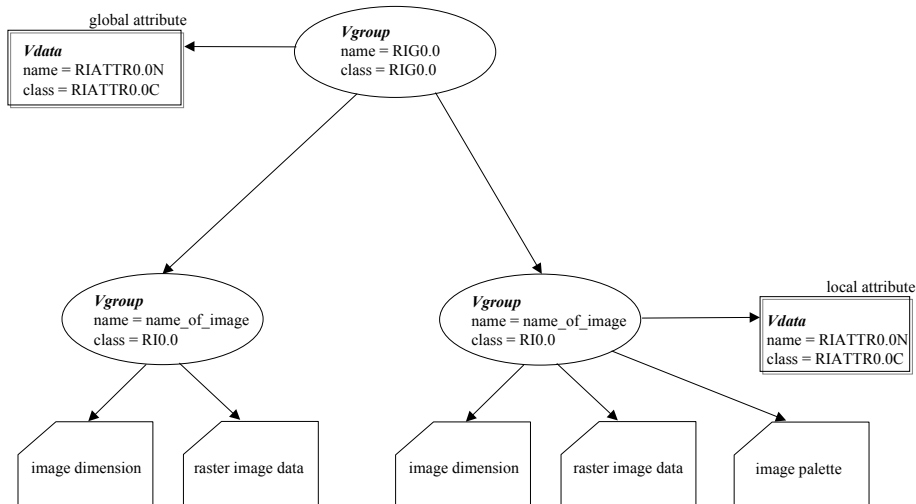 global attribute
Vgroup
name = RIG0.0
class = RIG0.0
Vdata
name = RIATTR0.0N
class = RIATTR0.0C
Vgroup
name = name_of_image
class = RI0.0
Vgroup
name = name_of_image
class = RI0.0
local attribute
Vdata
name = RIATTR0.0N
class = RIATTR0.0C
image dimension
raster image data
image dimension
raster image data
image palette